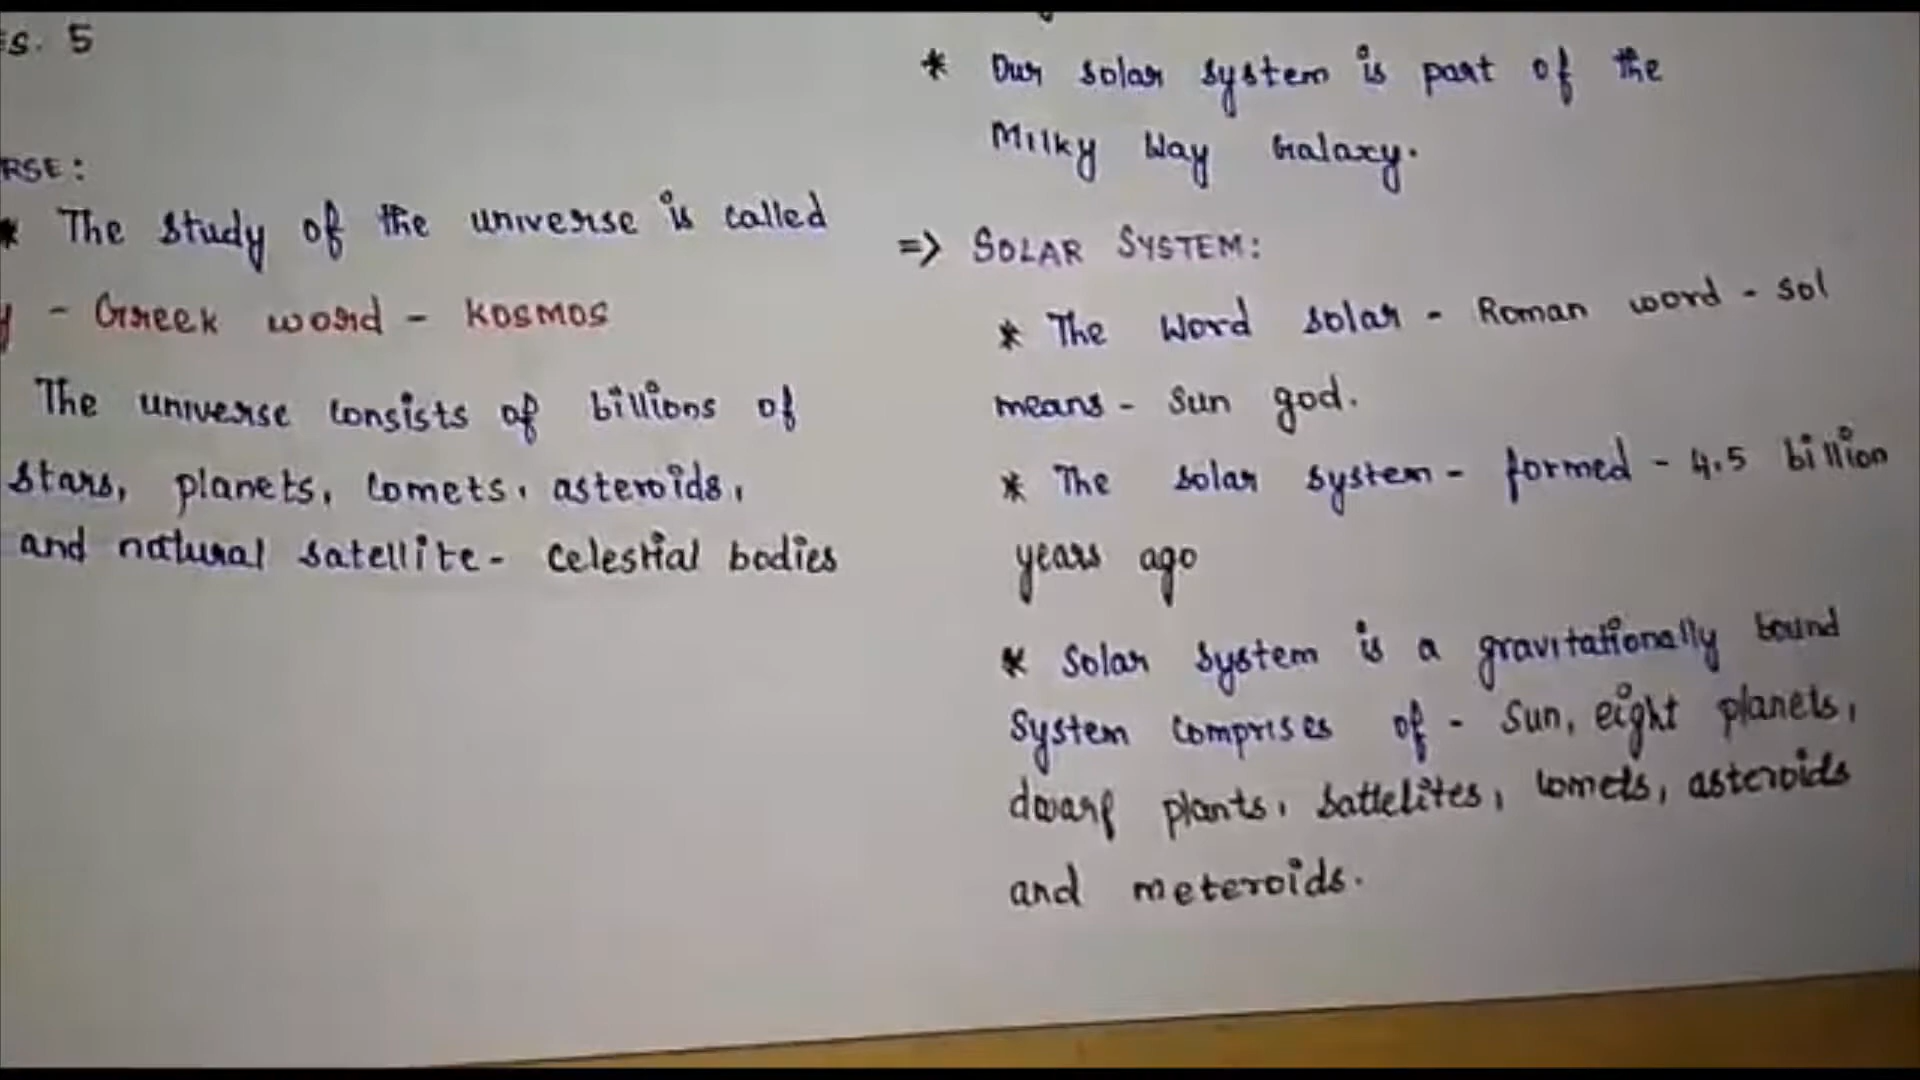 s. 5
RSE:
* The study of the universe is called
y - Greek word - KOSMOS
The universe consists of billions of
stars, planets, comets, asteroids,
and natural satellite - celestial bodies
* Our solar system is part of the
Milky Way Galaxy.
=> SOLAR SYSTEM:
* The word solar - Roman word - sol
means - Sun god.
* The solar system - formed - 4.5 billion
years ago
* Solar system is a gravitationally bound
System comprises of - Sun, eight planets,
dwarf plants, sattelites, comets, asteroids
and meteroids.